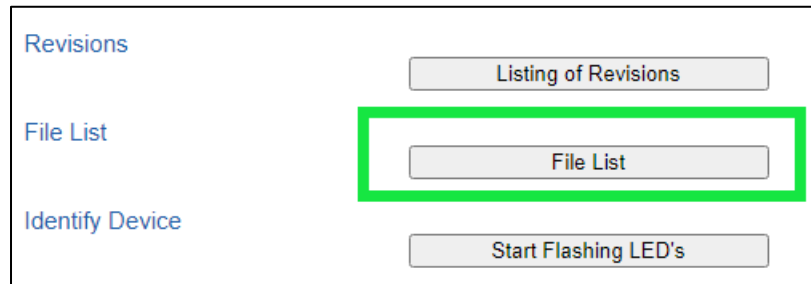 Revisions
Listing of Revisions
File List
File List
Identify Device
Start Flashing LED's